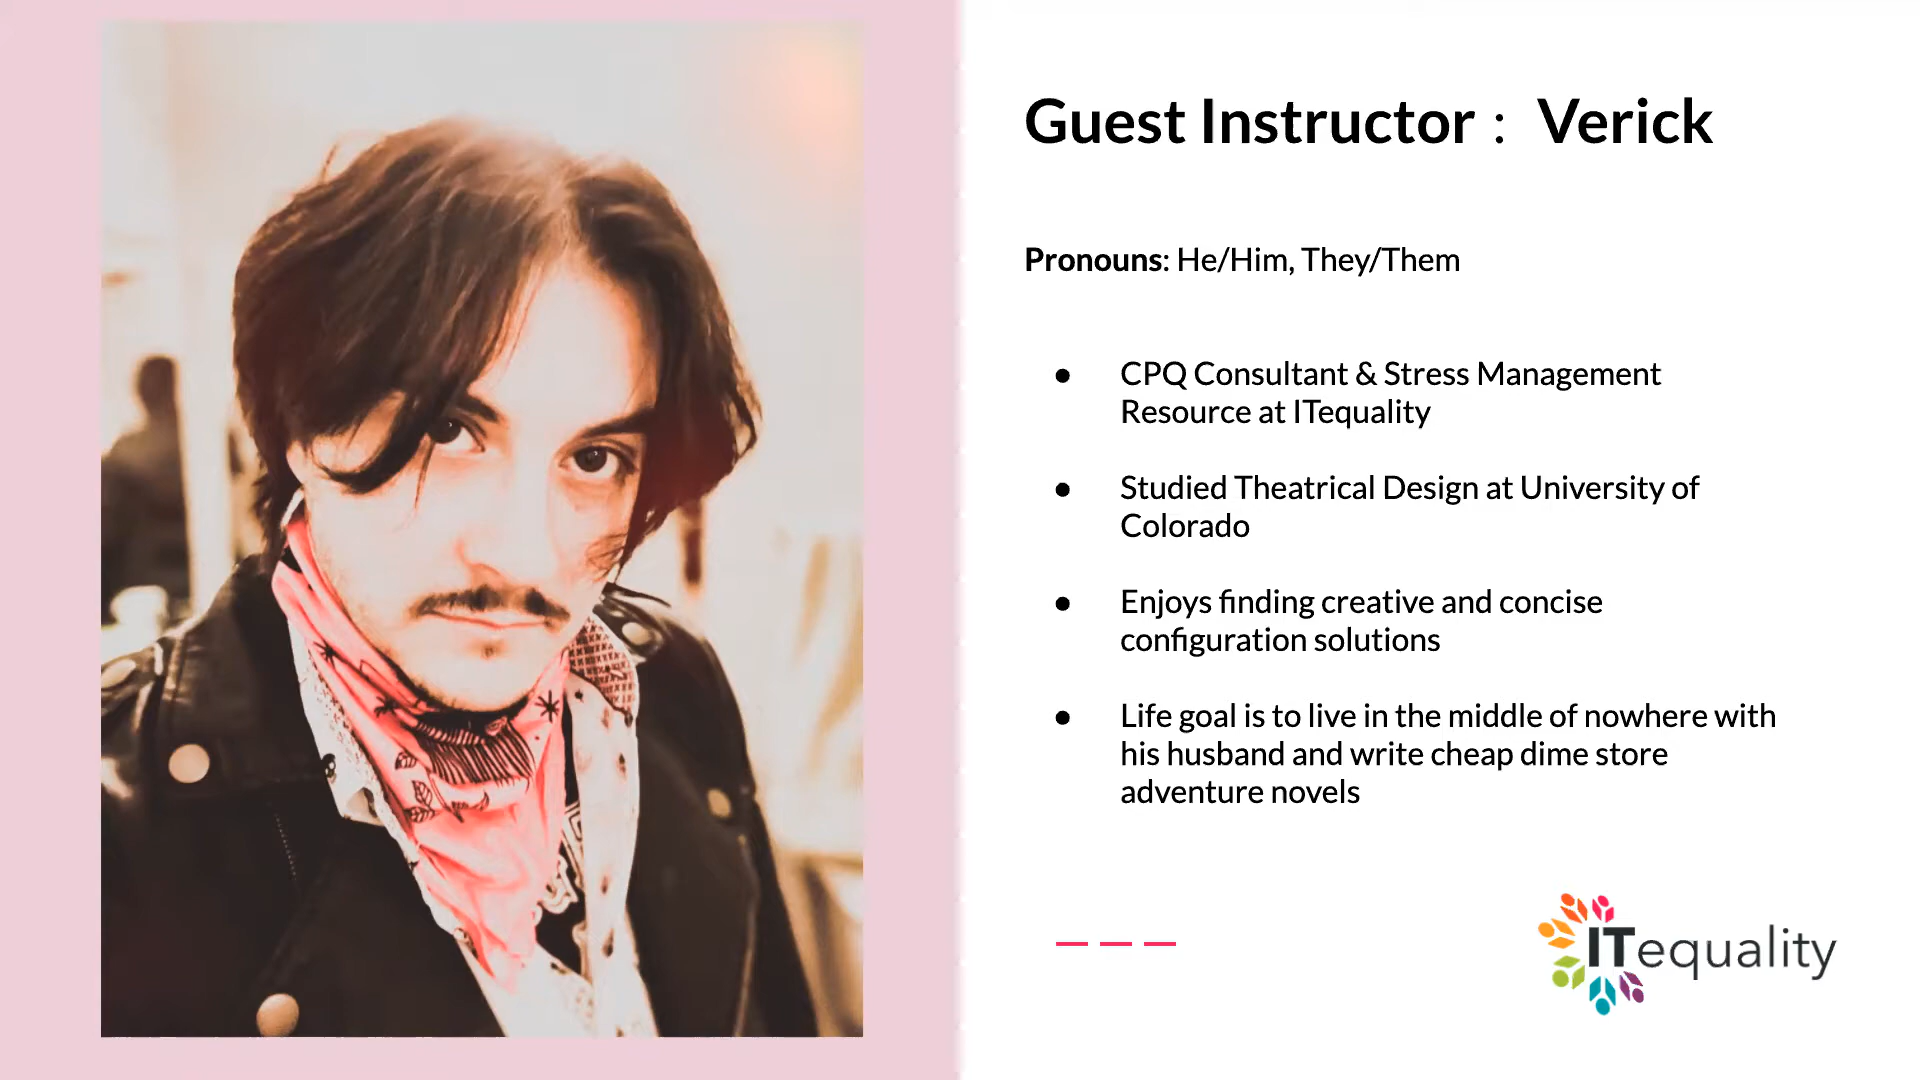 Guest Instructor : Verick
Pronouns: He/Him, They/Them
● CPQ Consultant & Stress Management
Resource at ITequality
● Studied Theatrical Design at University of
Colorado
● Enjoys finding creative and concise
configuration solutions
● Life goal is to live in the middle of nowhere with
his husband and write cheap dime store
adventure novels
ITequality